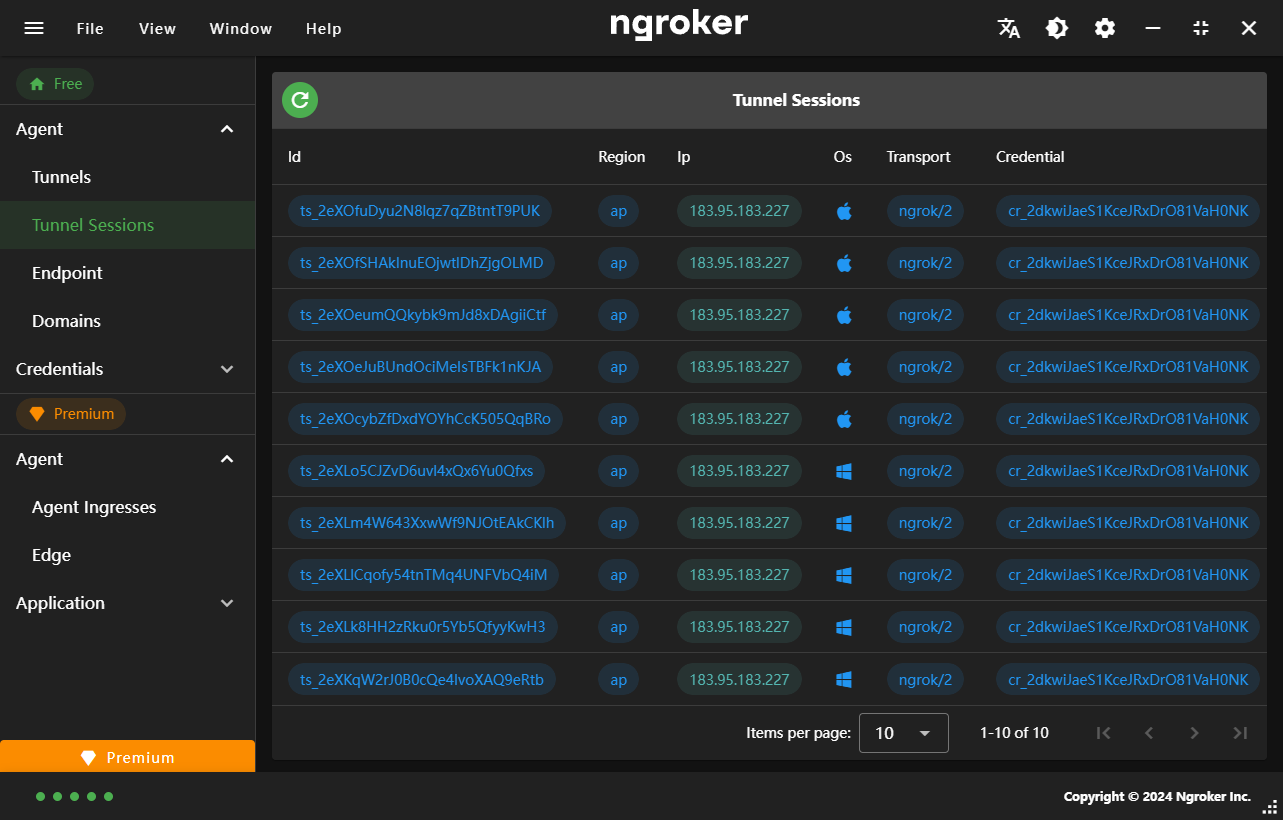 File View Window Help ngroker
Free
Agent
Tunnels
Tunnel Sessions
Endpoint
Domains
Credentials
Premium
Agent
Agent Ingresses
Edge
Application
Premium
Tunnel Sessions
Id Region Ip Os Transport Credential
ts_2eXOfuDyu2N8lqz7qZBtntT9PUK ap 183.95.183.227 ngrok/2 cr_2dkwiJaeS1KceJRxDrO81VaH0NK
ts_2eXOfSHAklnuEOjwtlDhZjgOLMD ap 183.95.183.227 ngrok/2 cr_2dkwiJaeS1KceJRxDrO81VaH0NK
ts_2eXOeumQQkybk9mJd8xDAgiiCtf ap 183.95.183.227 ngrok/2 cr_2dkwiJaeS1KceJRxDrO81VaH0NK
ts_2eXOeJuBUndOciMeIsTBFk1nKJA ap 183.95.183.227 ngrok/2 cr_2dkwiJaeS1KceJRxDrO81VaH0NK
ts_2eXOcybZfDxdYOYhCcK505QqBRo ap 183.95.183.227 ngrok/2 cr_2dkwiJaeS1KceJRxDrO81VaH0NK
ts_2eXLo5CJZvD6uvl4xQx6Yu0Qfxs ap 183.95.183.227 ngrok/2 cr_2dkwiJaeS1KceJRxDrO81VaH0NK
ts_2eXLm4W643XxwWf9NJOtEAkCKlh ap 183.95.183.227 ngrok/2 cr_2dkwiJaeS1KceJRxDrO81VaH0NK
ts_2eXLlCqofy54tnTMq4UNFVbQ4iM ap 183.95.183.227 ngrok/2 cr_2dkwiJaeS1KceJRxDrO81VaH0NK
ts_2eXLk8HH2zRku0r5Yb5QfyyKwH3 ap 183.95.183.227 ngrok/2 cr_2dkwiJaeS1KceJRxDrO81VaH0NK
ts_2eXKqW2rJ0B0cQe4IvoXAQ9eRtb ap 183.95.183.227 ngrok/2 cr_2dkwiJaeS1KceJRxDrO81VaH0NK
Items per page: 10 1-10 of 10
Copyright © 2024 Ngroker Inc.